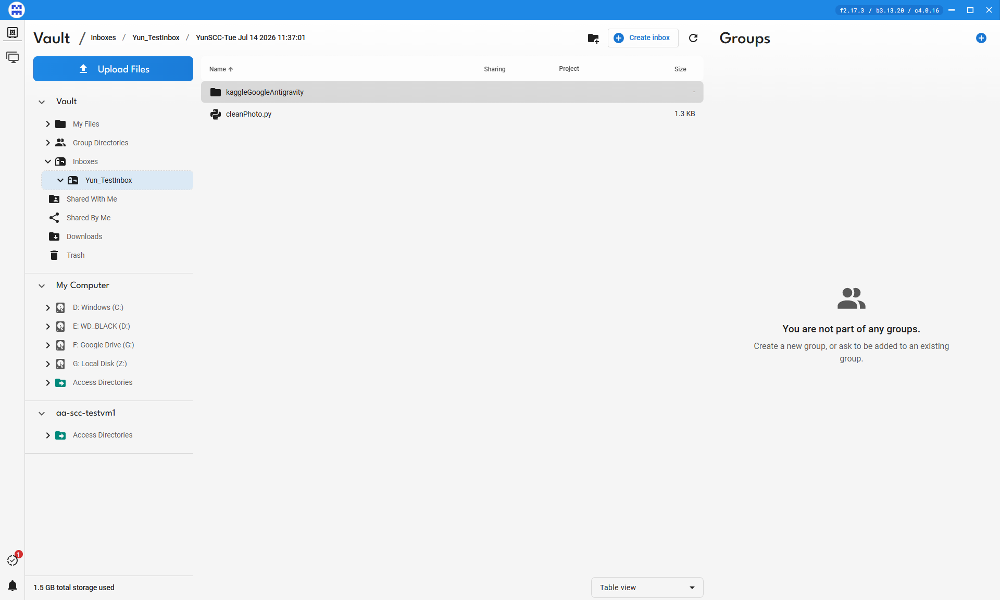 f2.17.3 / b3.13.20 / c4.0.16
Vault / Inboxes / Yun_TestInbox / YunSCC-Tue Jul 14 2026 11:37:01
Create inbox
Groups
Upload Files
Name
Sharing
Project
Size
kaggleGoogleAntigravity
-
cleanPhoto.py
1.3 KB
Vault
My Files
Group Directories
Inboxes
Yun_TestInbox
Shared With Me
Shared By Me
Downloads
Trash
My Computer
D: Windows (C:)
E: WD_BLACK (D:)
F: Google Drive (G:)
G: Local Disk (Z:)
Access Directories
aa-scc-testvm1
Access Directories
You are not part of any groups.
Create a new group, or ask to be added to an existing
group.
1
1.5 GB total storage used
Table view